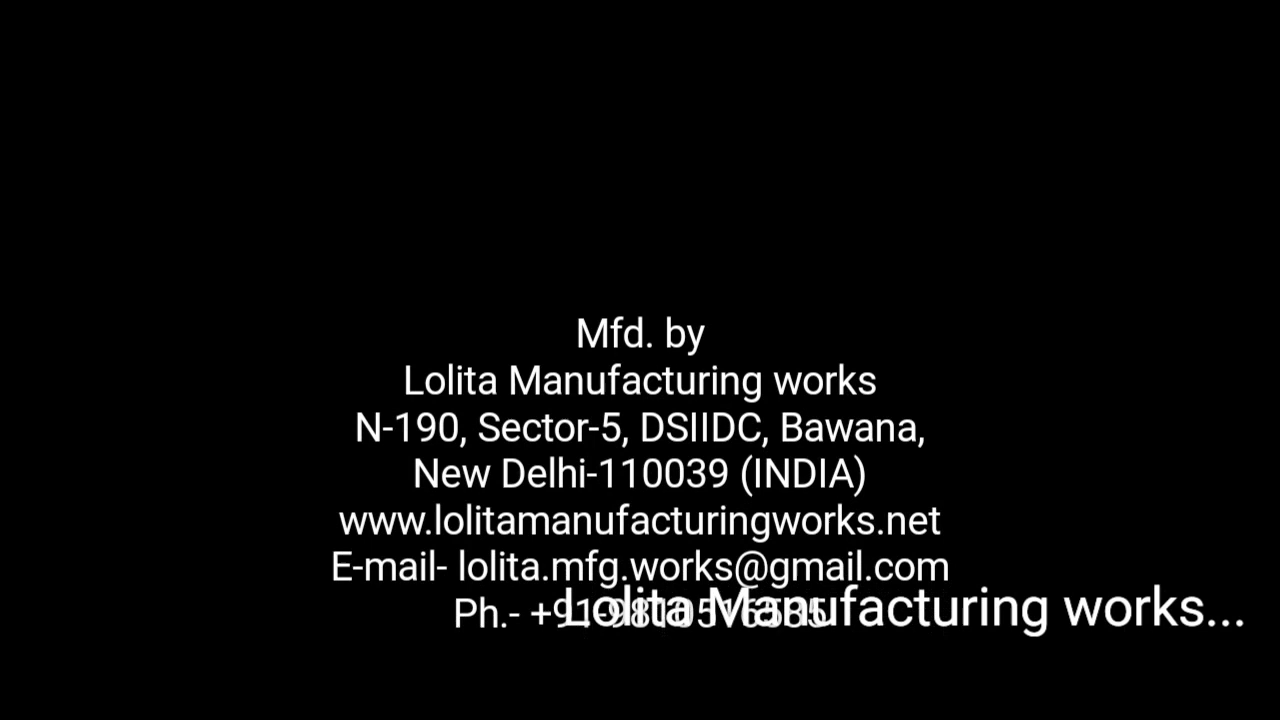 Mfd. by
Lolita Manufacturing works
N-190, Sector-5, DSIIDC, Bawana,
New Delhi-110039 (INDIA)
www.lolitamanufacturingworks.net
E-mail- lolita.mfg.works@gmail.com
Ph.-
Lolita Manufacturing works...